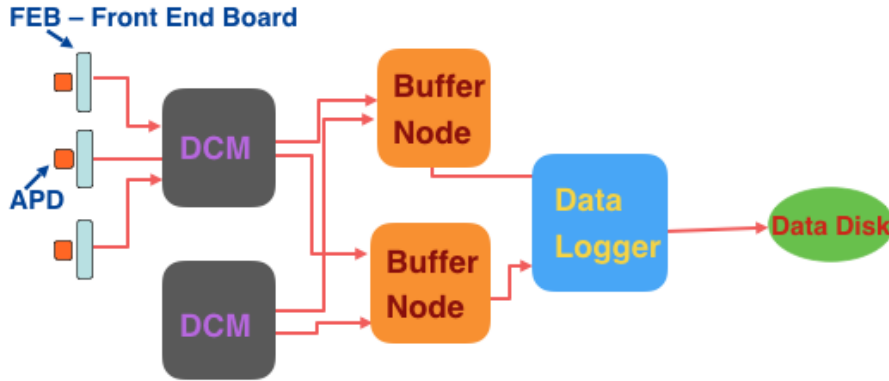 FEB – Front End Board
APD
DCM
DCM
Buffer
Node
Buffer
Node
Data
Logger
Data Disk